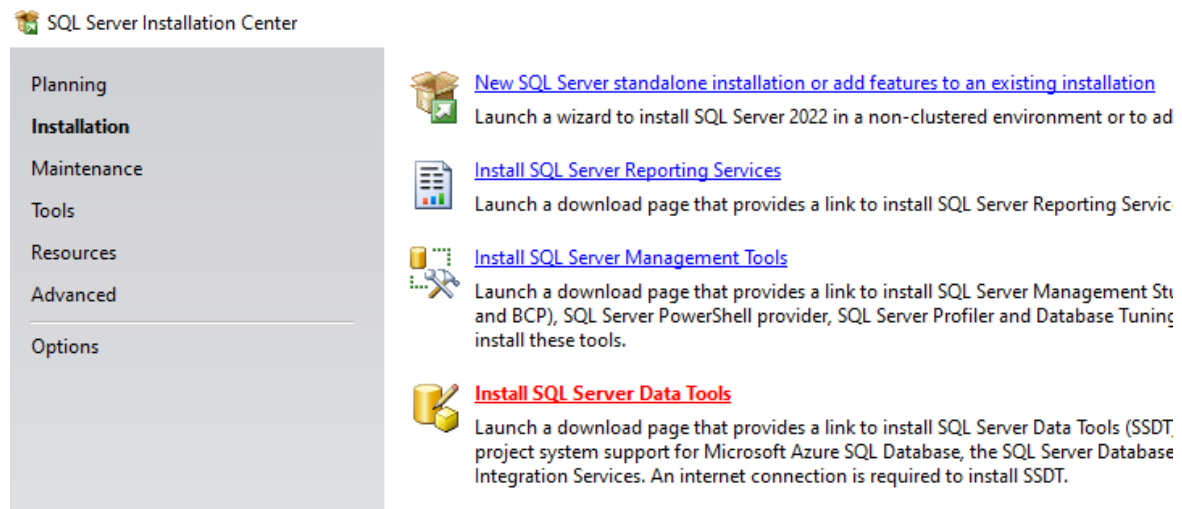 SQL Server Installation Center
Planning
Installation
Maintenance
Tools
Resources
Advanced
Options
New SQL Server standalone installation or add features to an existing installation
Launch a wizard to install SQL Server 2022 in a non-clustered environment or to ad
Install SQL Server Reporting Services
Launch a download page that provides a link to install SQL Server Reporting Servic
Install SQL Server Management Tools
Launch a download page that provides a link to install SQL Server Management Stu
and BCP), SQL Server PowerShell provider, SQL Server Profiler and Database Tuning
install these tools.
Install SQL Server Data Tools
Launch a download page that provides a link to install SQL Server Data Tools (SSDT
project system support for Microsoft Azure SQL Database, the SQL Server Database
Integration Services. An internet connection is required to install SSDT.